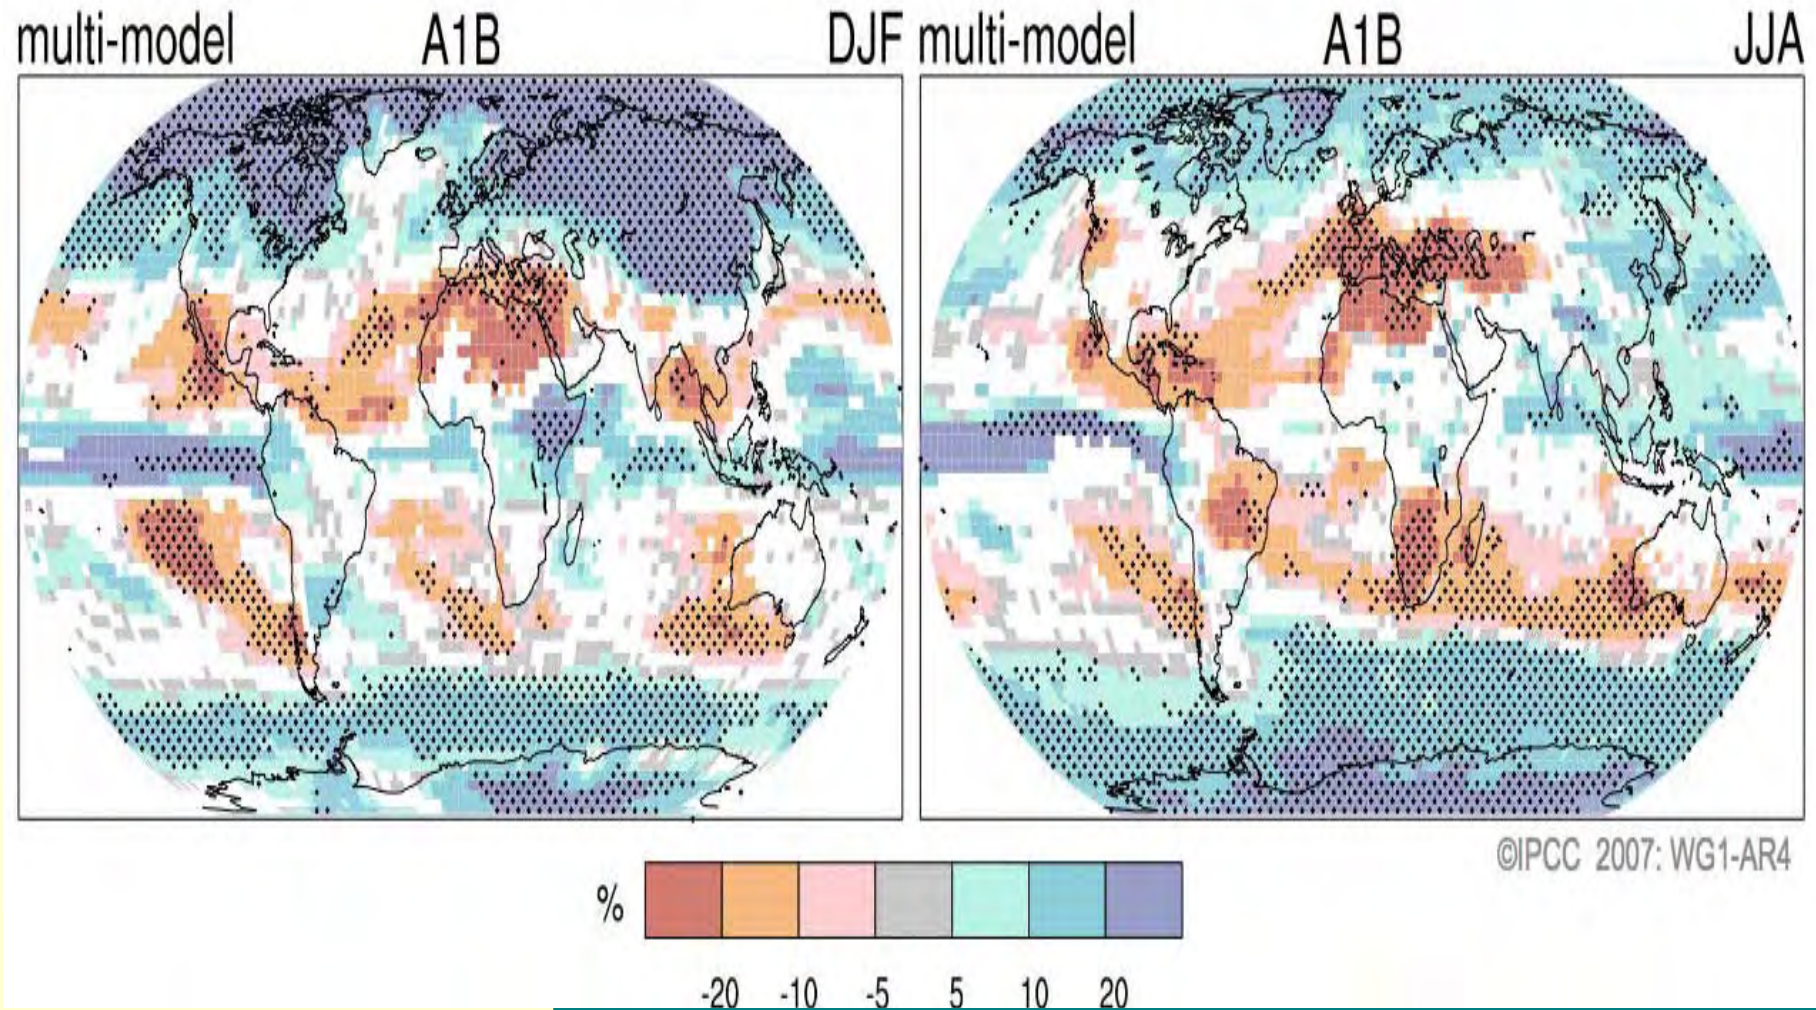 multi-model A1B DJF
multi-model A1B JJA
©IPCC 2007: WG1-AR4
%
-20 -10 -5 5 10 20